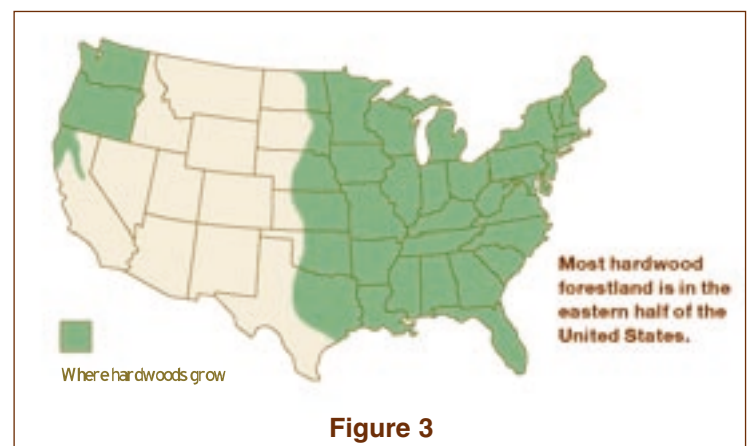 Most hardwood
forestland is in the
eastern half of the
United States.
Where hardwoods grow
Figure 3